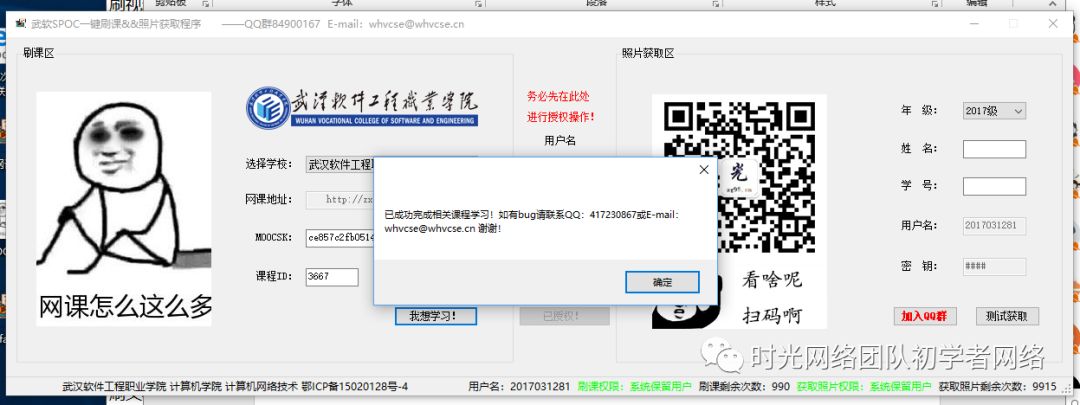 刷视
剪贴板
字体
段落
样式
编辑
武软SPOC一键刷课&&照片获取程序 ——QQ群84900167 E-mail：whvcse@whvcse.cn
刷课区
照片获取区
网课怎么这么多
武汉软件工程职业学院
WUHAN VOCATIONAL COLLEGE OF SOFTWARE AND ENGINEERING
选择学校： 武汉软件工程
网课地址： http://zx
MOOCSK: ce857c2fb0514
课程ID: 3667
我想学习！
务必先在此处
进行授权操作！
用户名
已授权！
已成功完成相关课程学习！如有bug请联系QQ：417230867或E-mail：
whvcse@whvcse.cn 谢谢！
确定
光
看啥呢
扫码啊
年 级： 2017级
姓 名：
学 号：
用户名： 2017031281
密 钥： ####
加入QQ群
测试获取
时光网络团队初学者网络
武汉软件工程职业学院 计算机学院 计算机网络技术 鄂ICP备15020128号-4
用户名：2017031281
刷课权限：系统保留用户
刷课剩余次数：990
获取照片权限：系统保留用户
获取照片剩余次数：9915